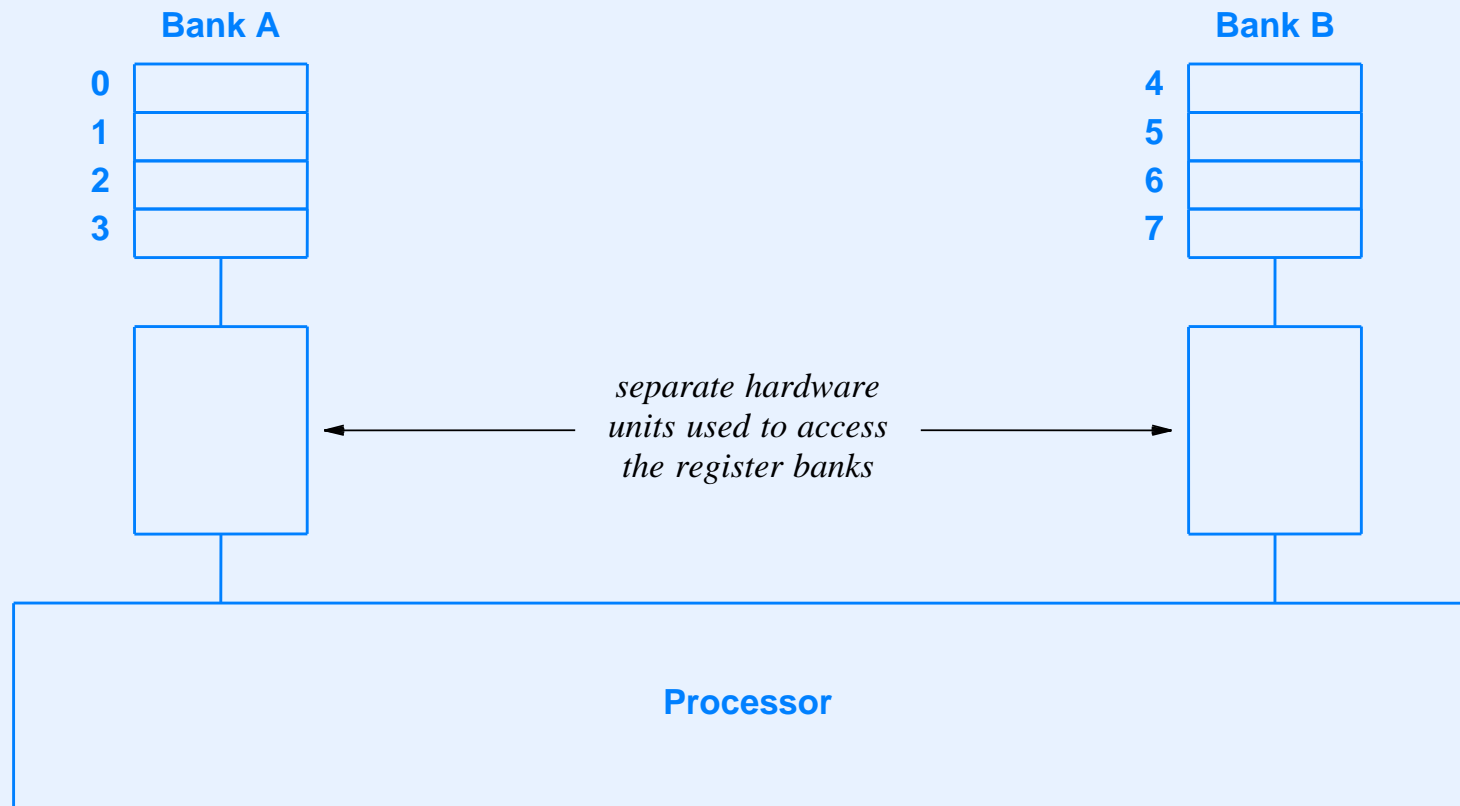 Bank A
Bank B
0
1
2
3
4
5
6
7
separate hardware
units used to access
the register banks
Processor